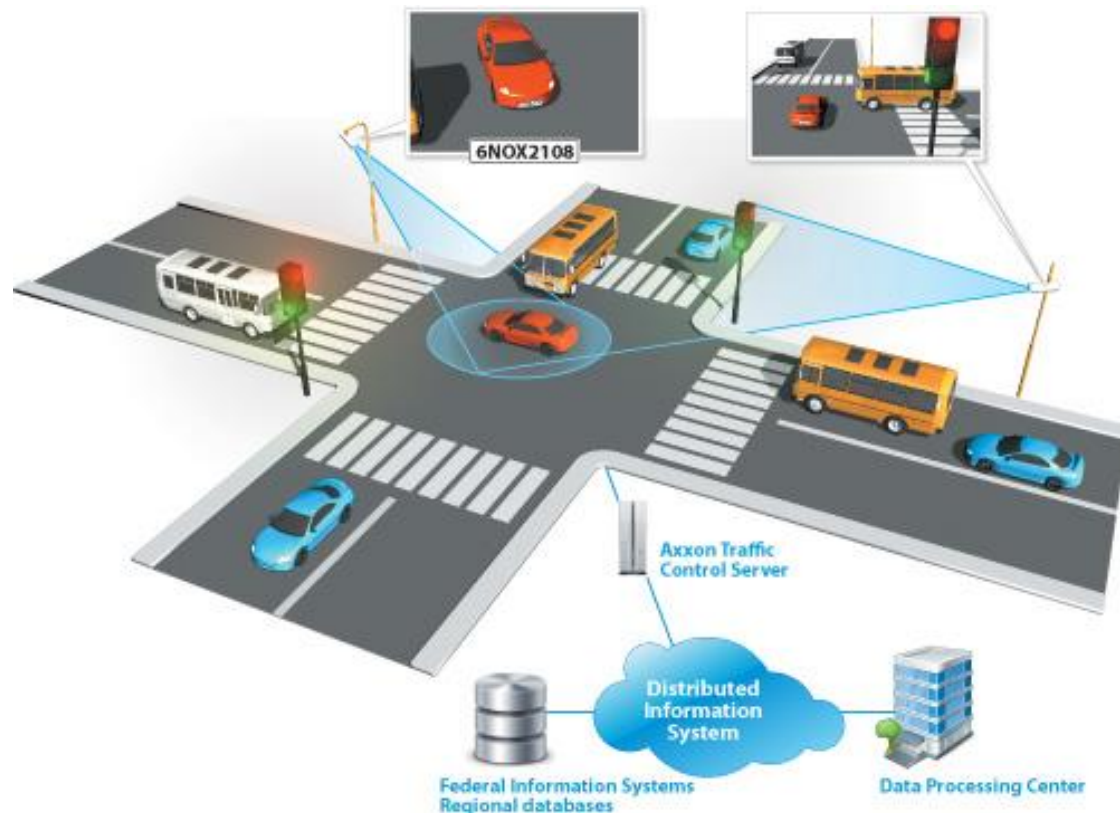 6NOX2108
Axxon Traffic
Control Server
Distributed
Information
System
Federal Information Systems
Regional databases
Data Processing Center